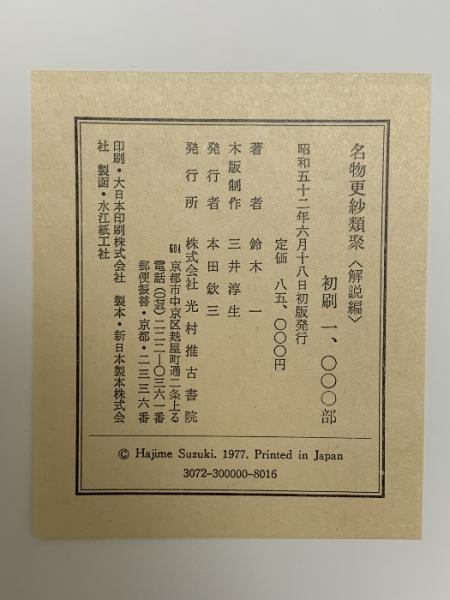 名物更紗類聚〈解説編〉
初刷 一、〇〇〇部
昭和五十二年六月十八日初版発行
定価 八五、〇〇〇円
著者 鈴木一
木版制作 三井淳生
発行者 本田欽三
発行所 株式会社 光村推古書院
604 京都市中京区麸屋町通二条上る
電話(〇七五)二二二―〇三六一番
郵便振替・京都・二三三六番
印刷・大日本印刷株式会社 製本・新日本製本株式会
社 製函・水江紙工社
© Hajime Suzuki. 1977. Printed in Japan
3072-300000-8016